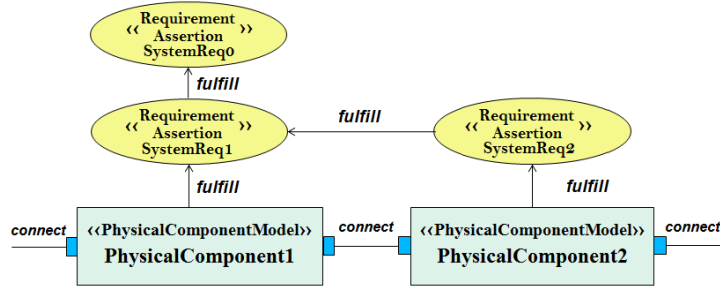 ‹‹ Requirement ››
Assertion
SystemReq0
fulfill
‹‹ Requirement ››
Assertion
SystemReq1
fulfill
‹‹ Requirement ››
Assertion
SystemReq2
fulfill
fulfill
connect
‹‹PhysicalComponentModel››
PhysicalComponent1
connect
‹‹PhysicalComponentModel››
PhysicalComponent2
connect